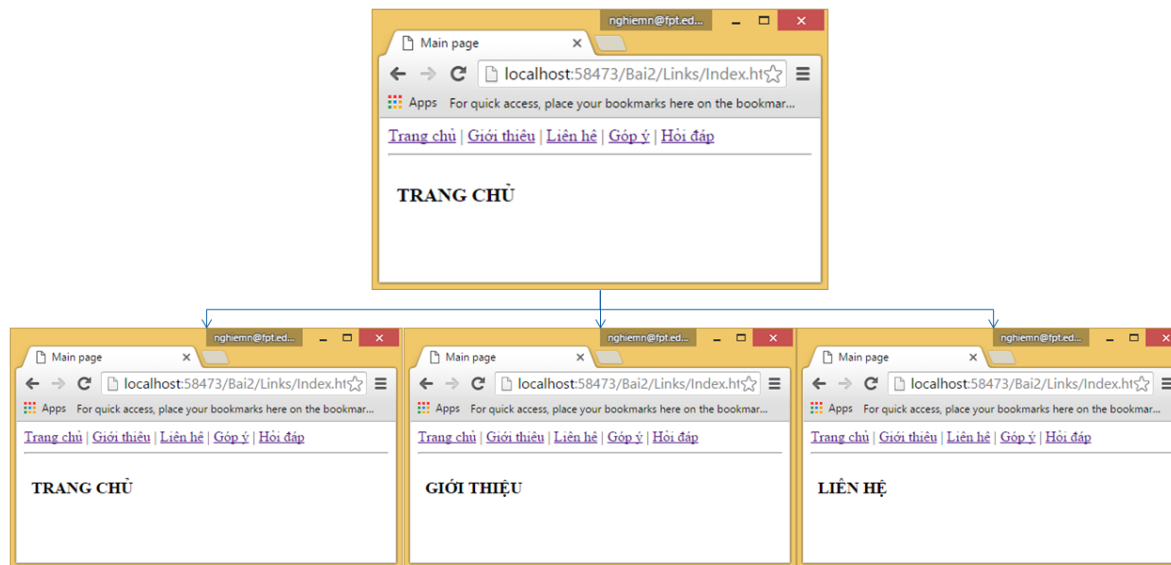 nghiemn@fpt.ed...
Main page
localhost:58473/Bai2/Links/Index.ht
Apps For quick access, place your bookmarks here on the bookmar...
Trang chủ | Giới thiệu | Liên hệ | Góp ý | Hỏi đáp
TRANG CHỦ
nghiemn@fpt.ed...
Main page
localhost:58473/Bai2/Links/Index.ht
Apps For quick access, place your bookmarks here on the bookmar...
Trang chủ | Giới thiệu | Liên hệ | Góp ý | Hỏi đáp
TRANG CHỦ
nghiemn@fpt.ed...
Main page
localhost:58473/Bai2/Links/Index.ht
Apps For quick access, place your bookmarks here on the bookmar...
Trang chủ | Giới thiệu | Liên hệ | Góp ý | Hỏi đáp
GIỚI THIỆU
nghiemn@fpt.ed...
Main page
localhost:58473/Bai2/Links/Index.ht
Apps For quick access, place your bookmarks here on the bookmar...
Trang chủ | Giới thiệu | Liên hệ | Góp ý | Hỏi đáp
LIÊN HỆ